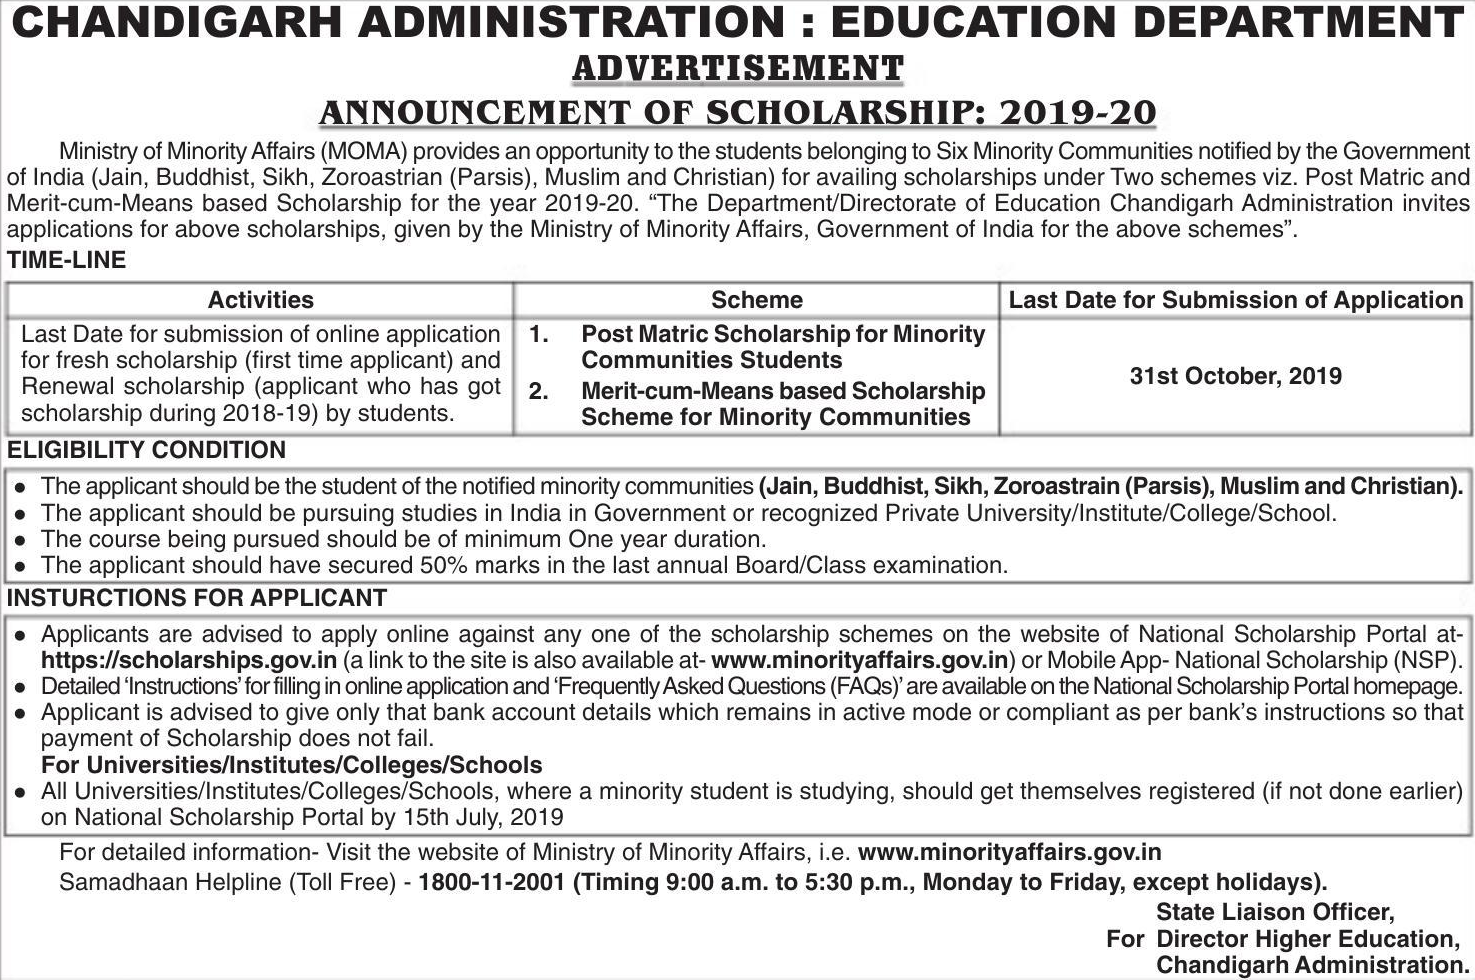 CHANDIGARH ADMINISTRATION : EDUCATION DEPARTMENT
ADVERTISEMENT
ANNOUNCEMENT OF SCHOLARSHIP: 2019-20
Ministry of Minority Affairs (MOMA) provides an opportunity to the students belonging to Six Minority Communities notified by the Government
of India (Jain, Buddhist, Sikh, Zoroastrian (Parsis), Muslim and Christian) for availing scholarships under Two schemes viz. Post Matric and
Merit-cum-Means based Scholarship for the year 2019-20. “The Department/Directorate of Education Chandigarh Administration invites
applications for above scholarships, given by the Ministry of Minority Affairs, Government of India for the above schemes”.
TIME-LINE
Activities Scheme Last Date for Submission of Application
Last Date for submission of online application
for fresh scholarship (first time applicant) and
Renewal scholarship (applicant who has got
scholarship during 2018-19) by students.
1. Post Matric Scholarship for Minority
Communities Students
2. Merit-cum-Means based Scholarship
Scheme for Minority Communities
31st October, 2019
ELIGIBILITY CONDITION
● The applicant should be the student of the notified minority communities (Jain, Buddhist, Sikh, Zoroastrain (Parsis), Muslim and Christian).
● The applicant should be pursuing studies in India in Government or recognized Private University/Institute/College/School.
● The course being pursued should be of minimum One year duration.
● The applicant should have secured 50% marks in the last annual Board/Class examination.
INSTURCTIONS FOR APPLICANT
● Applicants are advised to apply online against any one of the scholarship schemes on the website of National Scholarship Portal at-
https://scholarships.gov.in (a link to the site is also available at- www.minorityaffairs.gov.in) or Mobile App- National Scholarship (NSP).
● Detailed ‘Instructions’ for filling in online application and ‘Frequently Asked Questions (FAQs)’ are available on the National Scholarship Portal homepage.
● Applicant is advised to give only that bank account details which remains in active mode or compliant as per bank’s instructions so that
payment of Scholarship does not fail.
For Universities/Institutes/Colleges/Schools
● All Universities/Institutes/Colleges/Schools, where a minority student is studying, should get themselves registered (if not done earlier)
on National Scholarship Portal by 15th July, 2019
For detailed information- Visit the website of Ministry of Minority Affairs, i.e. www.minorityaffairs.gov.in
Samadhaan Helpline (Toll Free) - 1800-11-2001 (Timing 9:00 a.m. to 5:30 p.m., Monday to Friday, except holidays).
State Liaison Officer,
For Director Higher Education,
Chandigarh Administration.